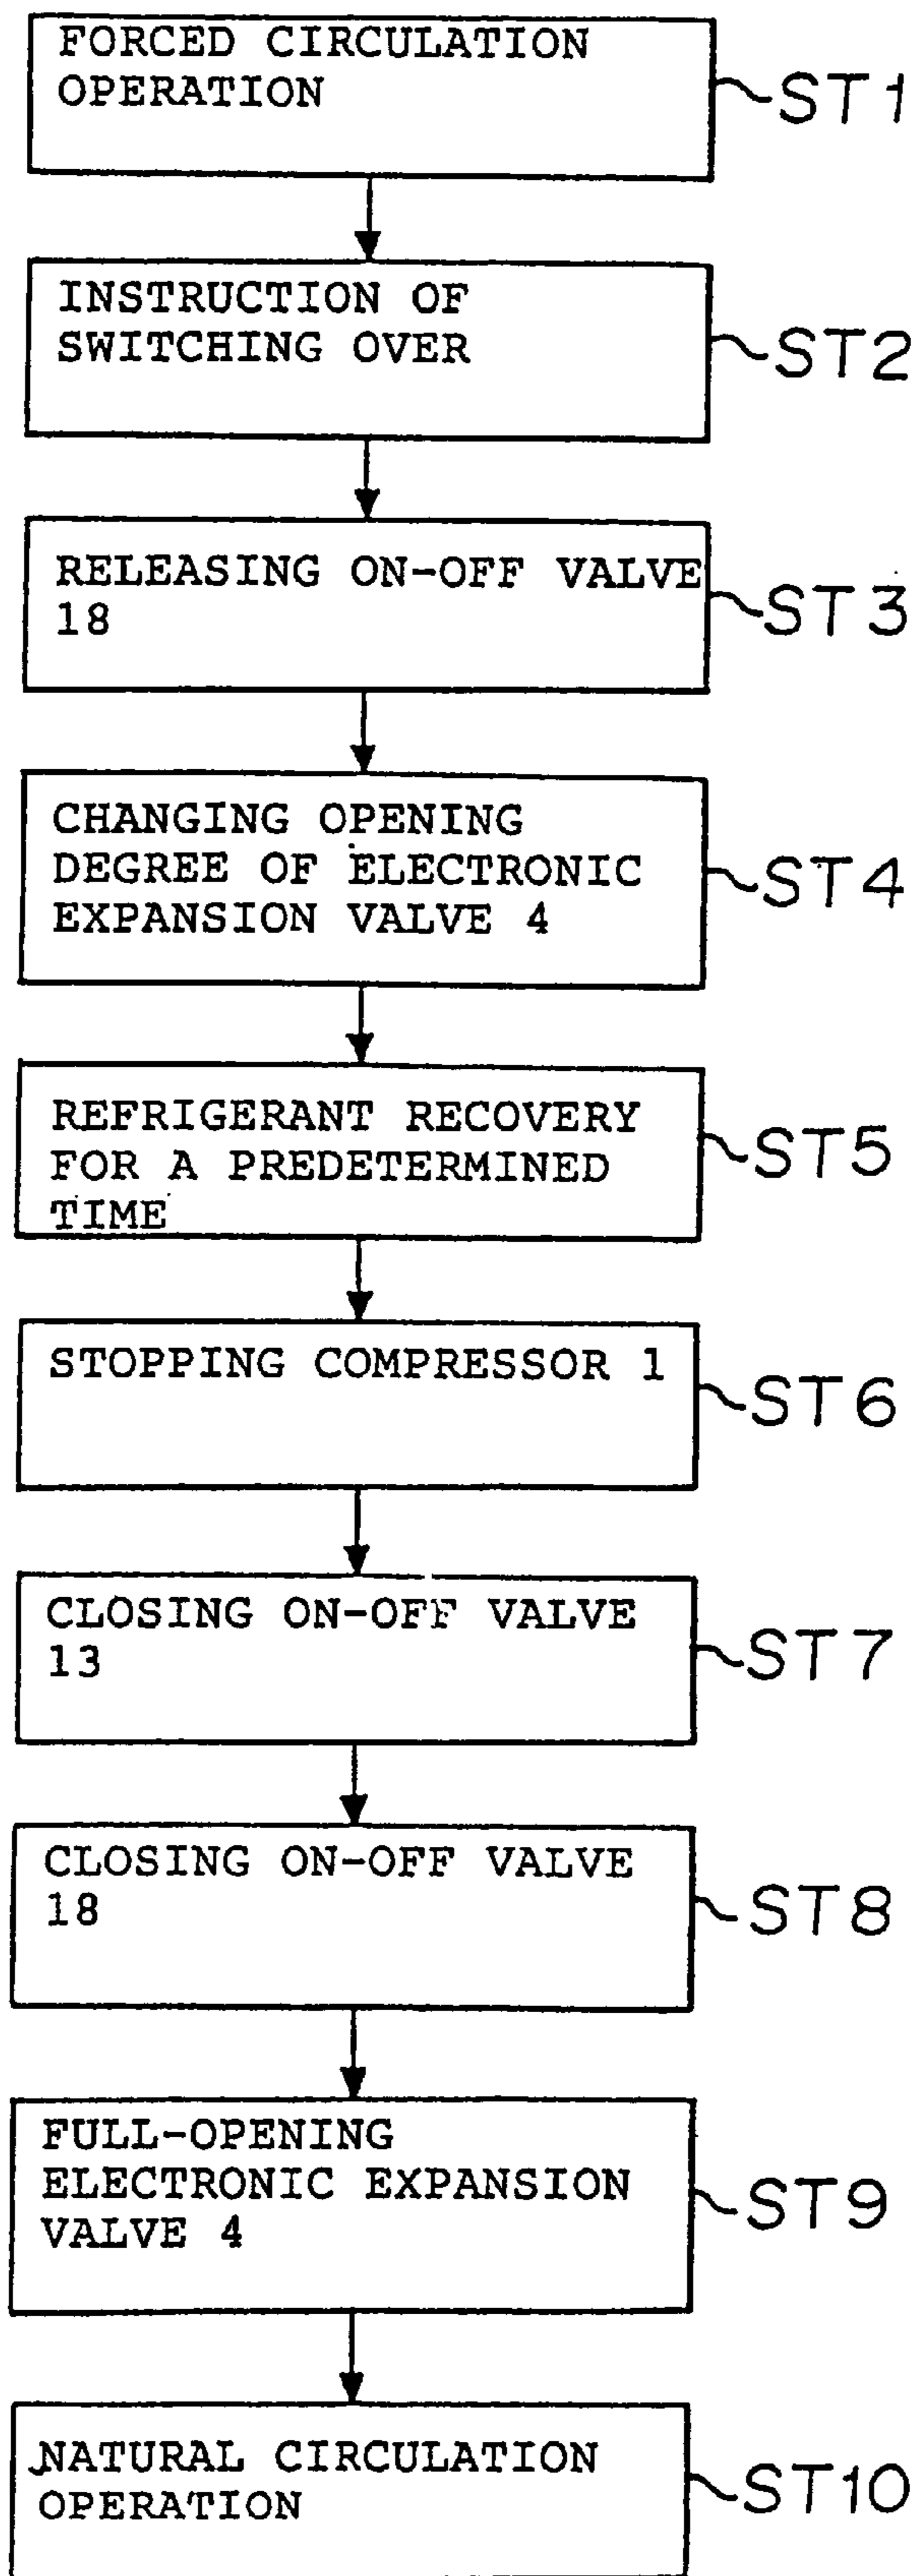 FORCED CIRCULATION
OPERATION
ST1
INSTRUCTION OF
SWITCHING OVER
ST2
RELEASING ON-OFF VALVE
18
ST3
CHANGING OPENING
DEGREE OF ELECTRONIC
EXPANSION VALVE 4
ST4
REFRIGERANT RECOVERY
FOR A PREDETERMINED
TIME
ST5
STOPPING COMPRESSOR 1
ST6
CLOSING ON-OFF VALVE
13
ST7
CLOSING ON-OFF VALVE
18
ST8
FULL-OPENING
ELECTRONIC EXPANSION
VALVE 4
ST9
NATURAL CIRCULATION
OPERATION
ST10